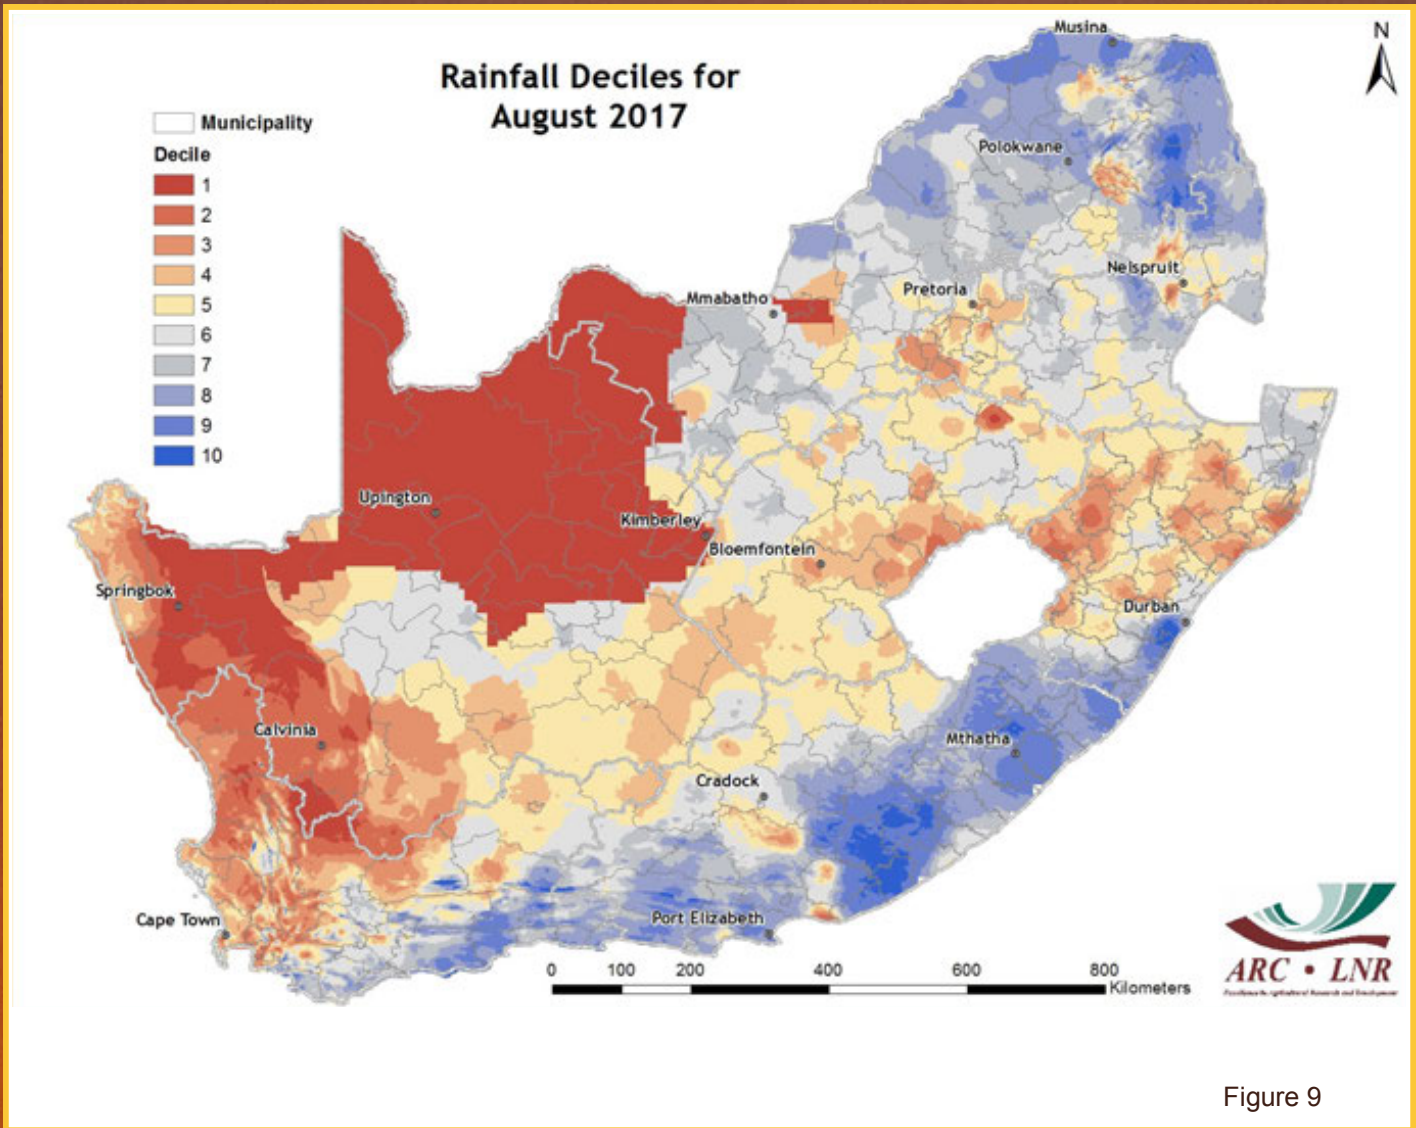 Rainfall Deciles for
August 2017
N
Municipality
Decile
1
2
3
4
5
6
7
8
9
10
Musina
Polokwane
Nelspruit
Mmabatho
Pretoria
Upington
Kimberley
Bloemfontein
Springbok
Durban
Calvinia
Mthatha
Cradock
Cape Town
Port Elizabeth
0 100 200 400 600 800
Kilometers
ARC • LNR
Figure 9